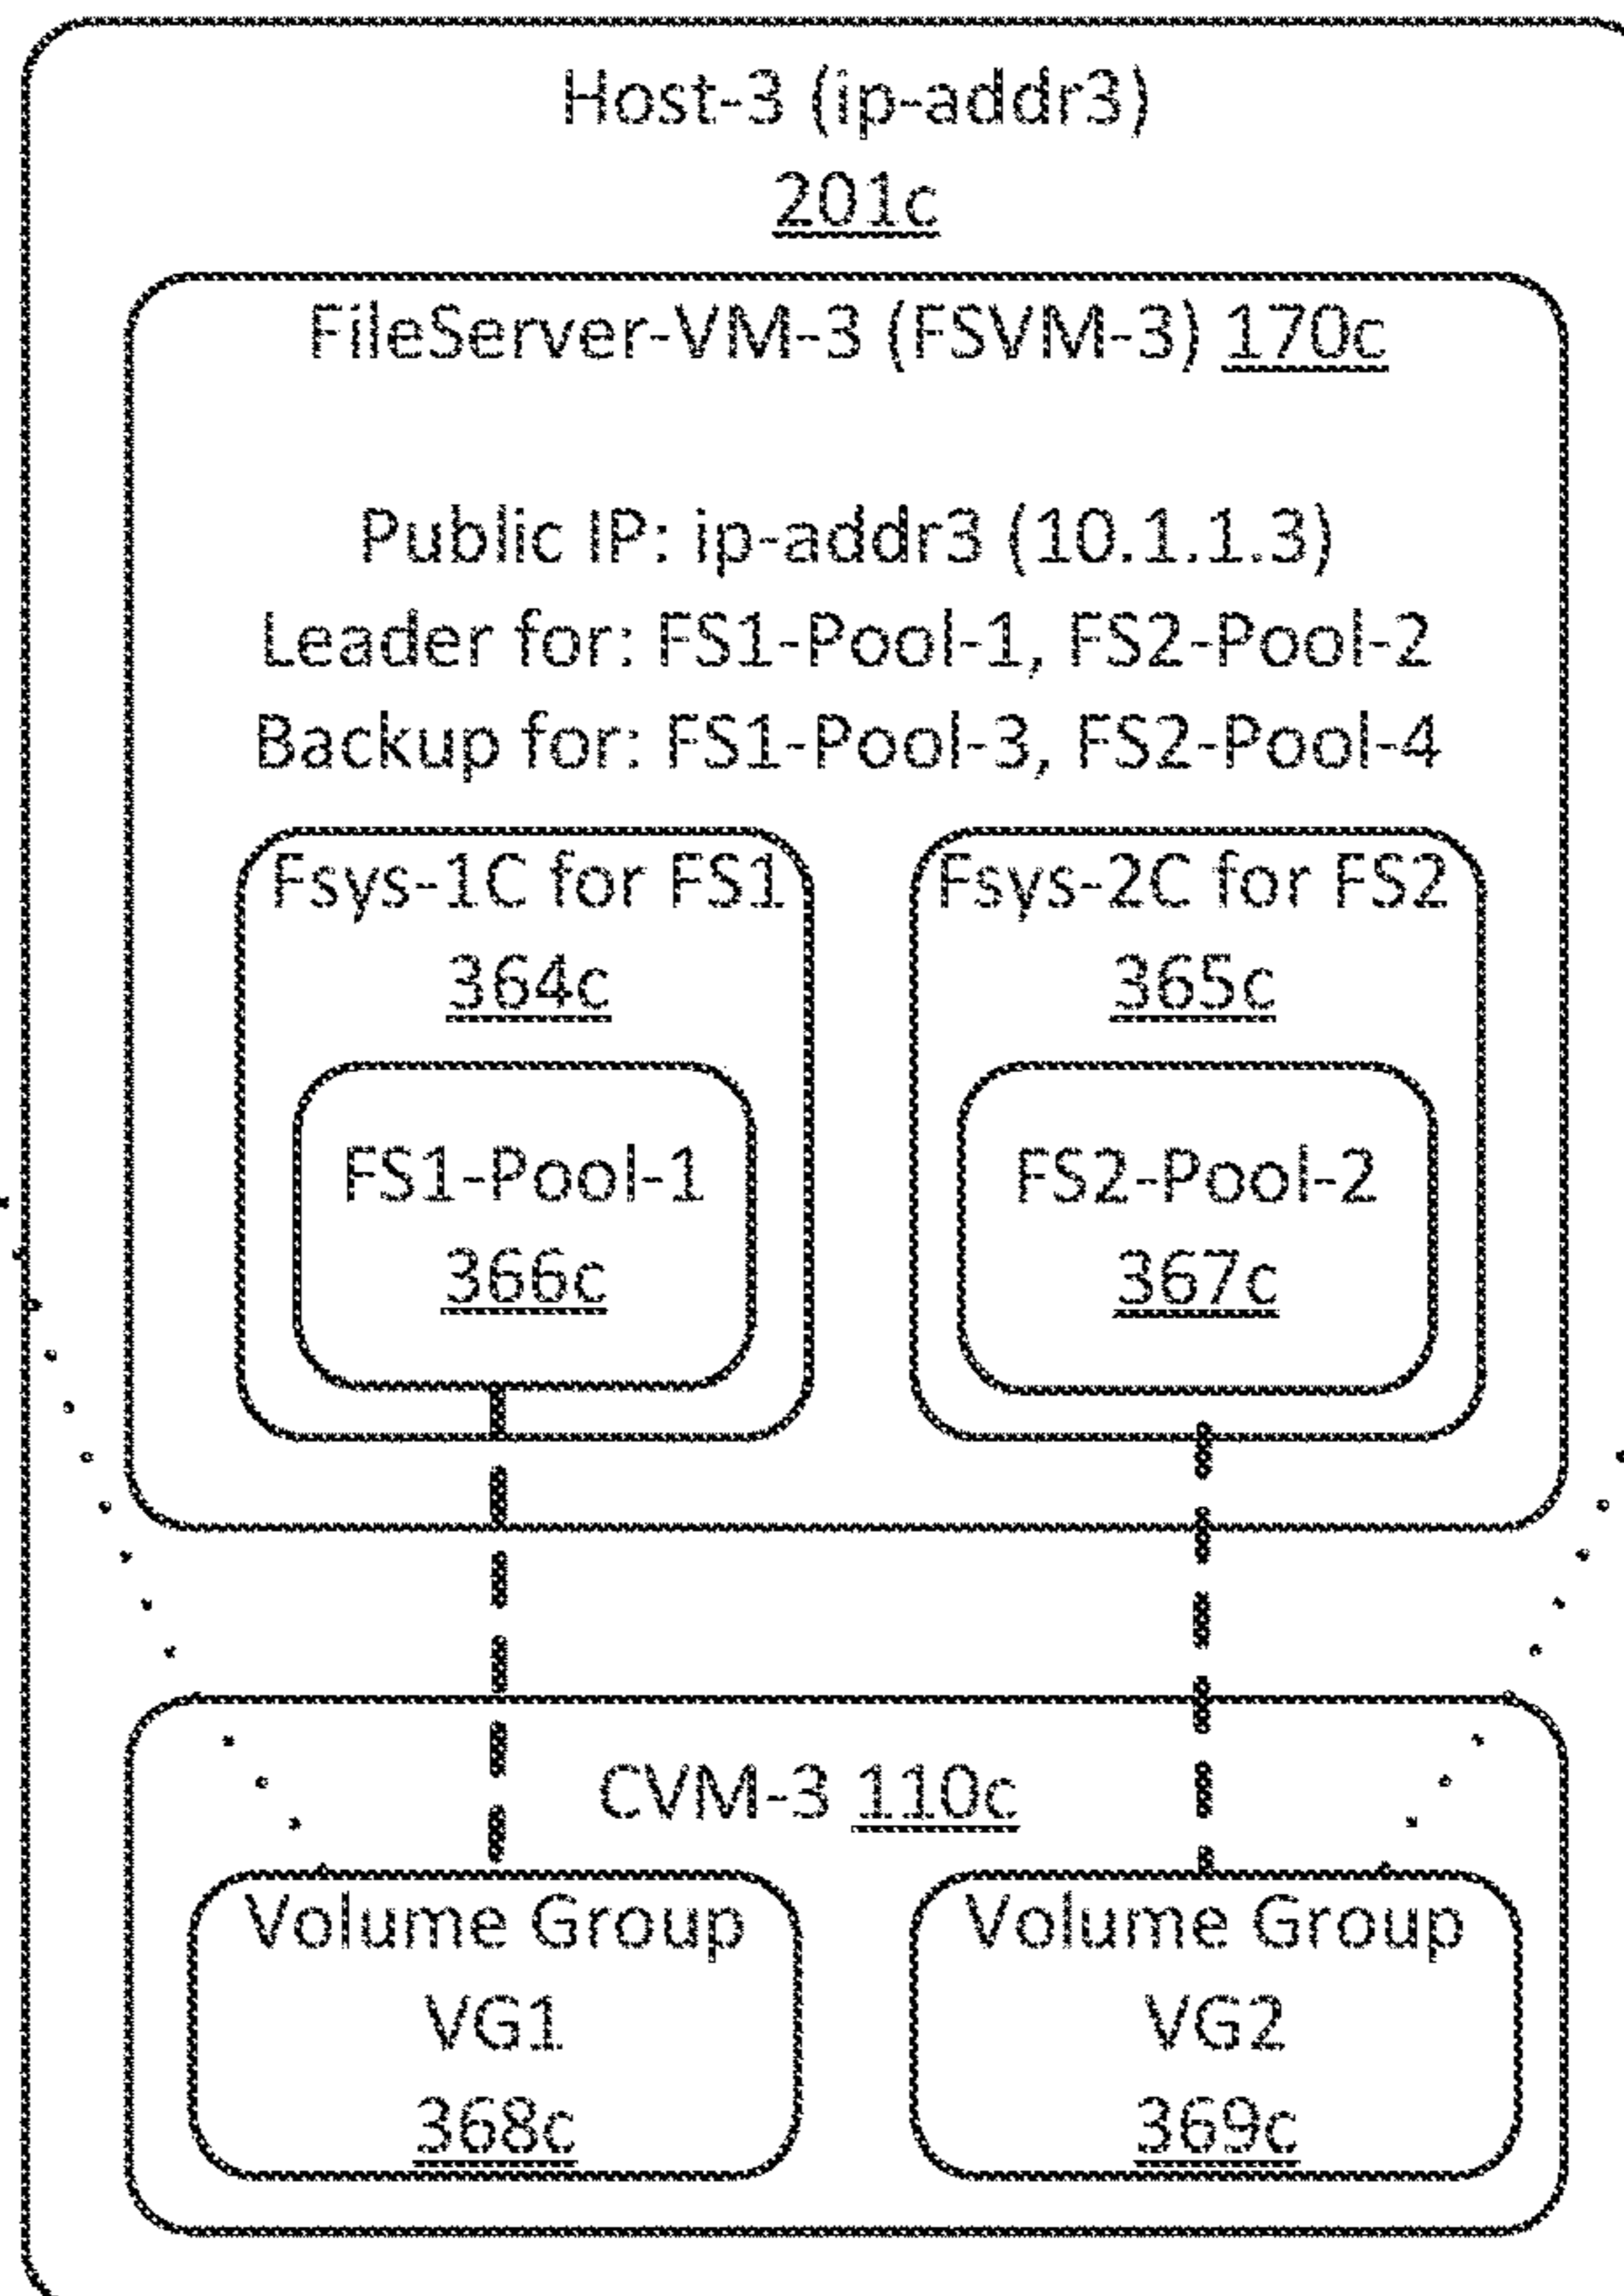 Host-3 (ip-addr3)
201c
FileServer-VM-3 (FSVM-3) 170c
Public IP: ip-addr3 (10.1.1.3)
Leader for: FS1-Pool-1, FS2-Pool-2
Backup for: FS1-Pool-3, FS2-Pool-4
Fsys-1C for FS1
364c
FS1-Pool-1
366c
Fsys-2C for FS2
365c
FS2-Pool-2
367c
CVM-3 110c
Volume Group
VG1
368c
Volume Group
VG2
369c